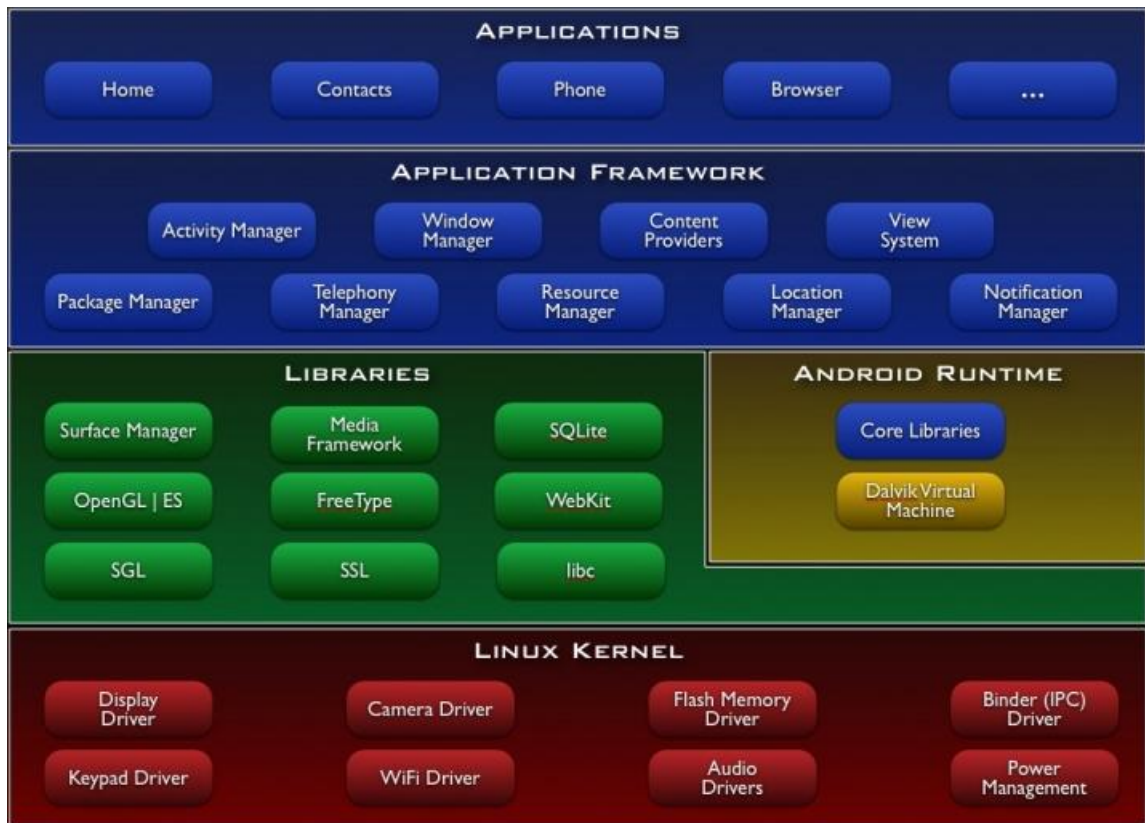 APPLICATIONS
Home
Contacts
Phone
Browser
...
APPLICATION FRAMEWORK
Activity Manager
Window
Manager
Content
Providers
View
System
Package Manager
Telephony
Manager
Resource
Manager
Location
Manager
Notification
Manager
LIBRARIES
Surface Manager
Media
Framework
SQLite
OpenGL | ES
FreeType
WebKit
SGL
SSL
libc
ANDROID RUNTIME
Core Libraries
Dalvik Virtual
Machine
LINUX KERNEL
Display
Driver
Camera Driver
Flash Memory
Driver
Binder (IPC)
Driver
Keypad Driver
WiFi Driver
Audio
Drivers
Power
Management